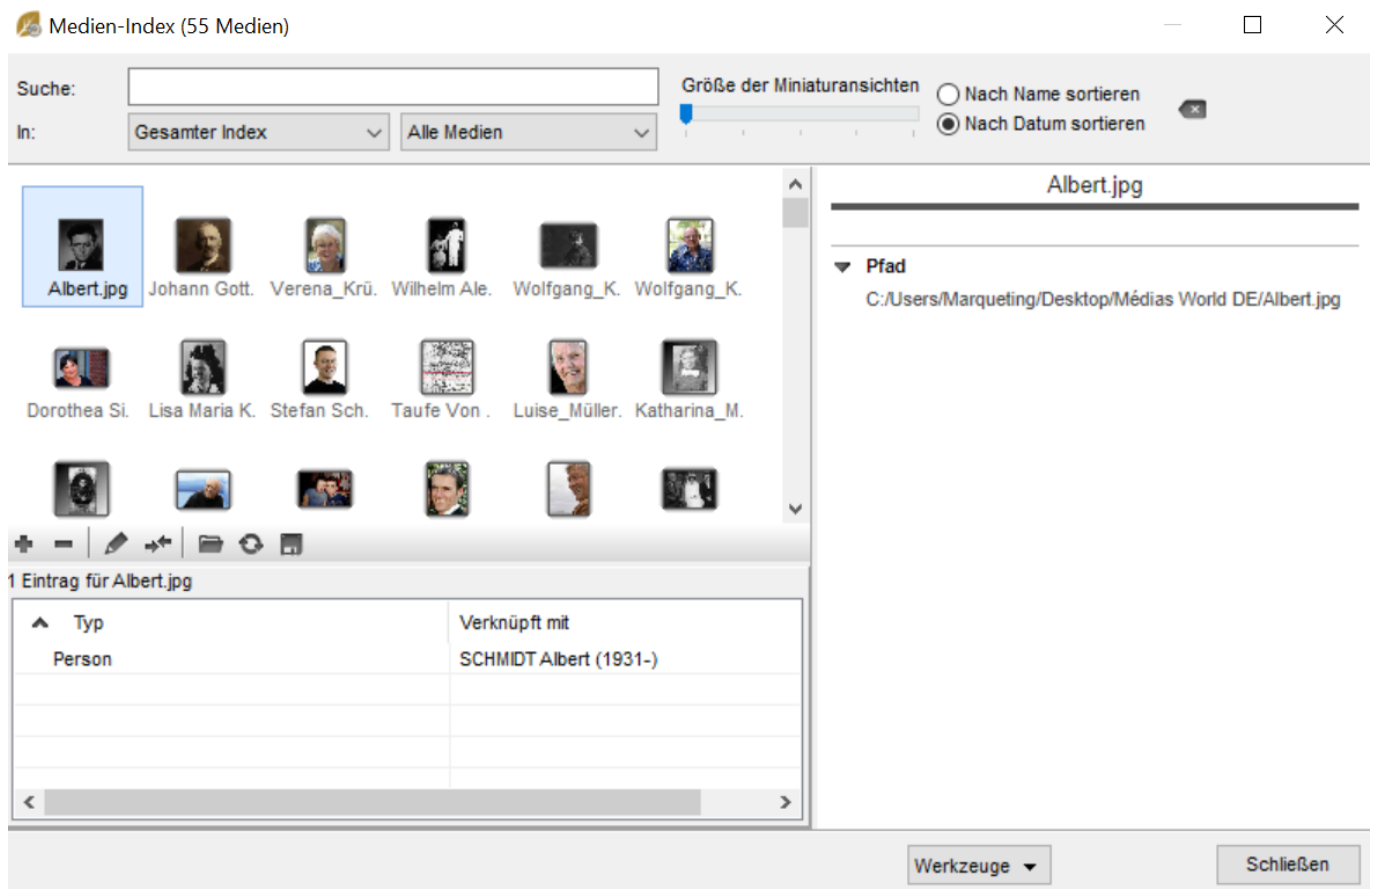 Medien-Index (55 Medien)
Suche:
Größe der Miniaturansichten
Nach Name sortieren
In:
Gesamter Index
Alle Medien
Nach Datum sortieren
Albert.jpg
Johann Gott.
Verena_Krü.
Wilhelm Ale.
Wolfgang_K.
Wolfgang_K.
Dorothea Si.
Lisa Maria K.
Stefan Sch.
Taufe Von .
Luise_Müller.
Katharina_M.
1 Eintrag für Albert.jpg
Typ
Verknüpft mit
Person
SCHMIDT Albert (1931-)
Albert.jpg
Pfad
C:/Users/Marqueting/Desktop/Médias World DE/Albert.jpg
Werkzeuge
Schließen